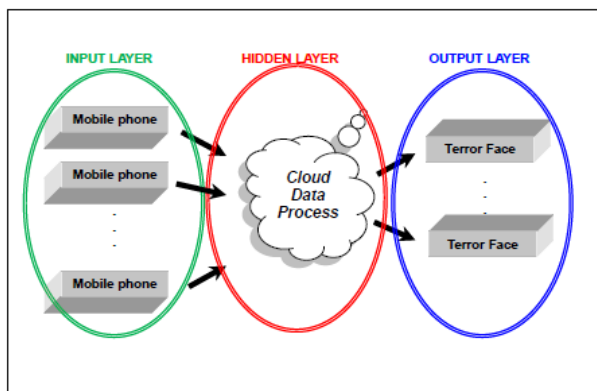 INPUT LAYER
HIDDEN LAYER
OUTPUT LAYER
Mobile phone
Mobile phone
Mobile phone
Cloud
Data
Process
Terror Face
Terror Face